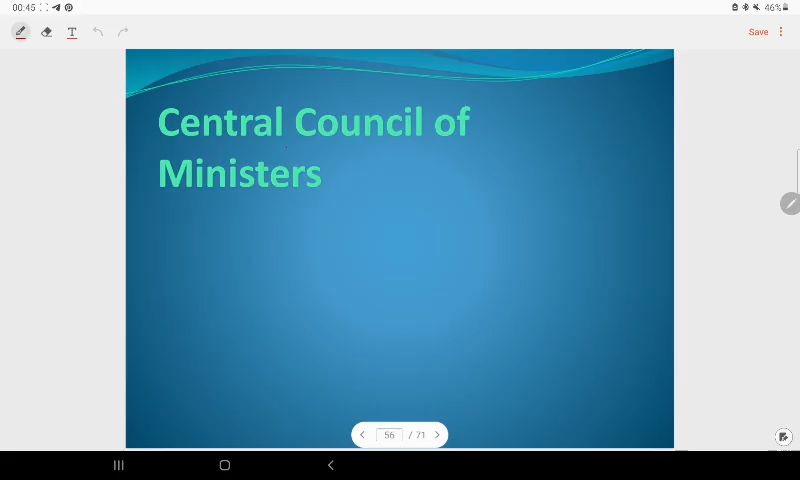 00:45
46%
T
Save
Central Council of
Ministers
56 / 71